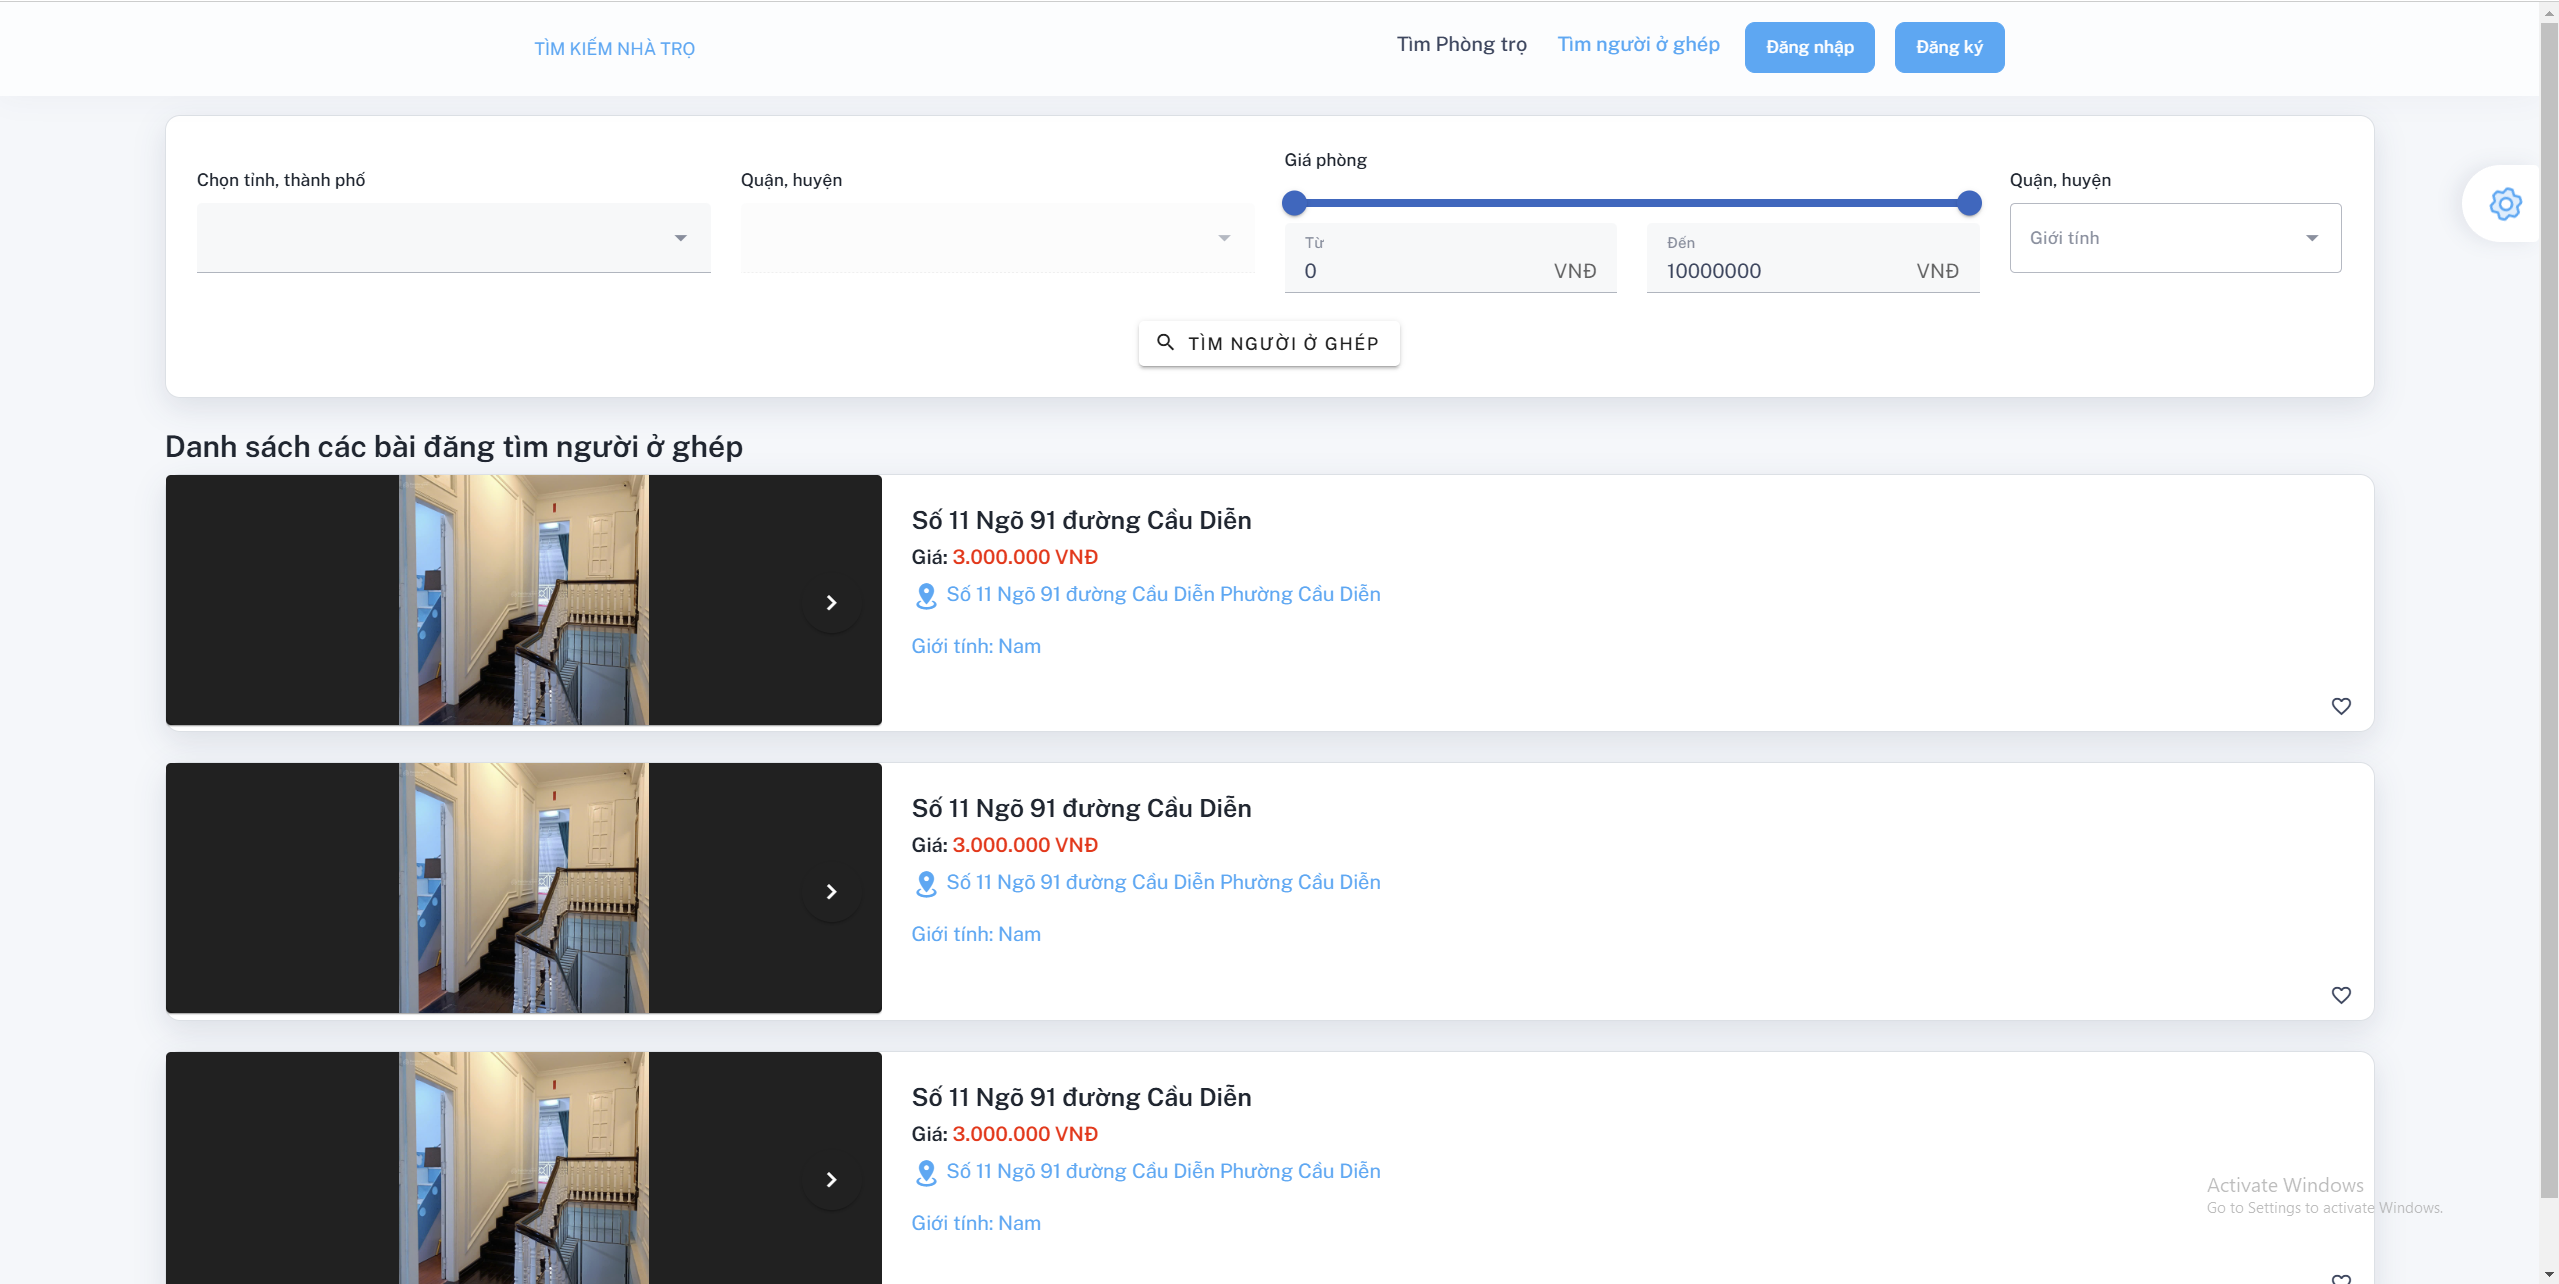 TÌM KIẾM NHÀ TRỌ
Tìm Phòng trọ
Tìm người ở ghép
Đăng nhập
Đăng ký
Chọn tỉnh, thành phố
Quận, huyện
Giá phòng
Từ
0
VNĐ
Đến
10000000
VNĐ
Quận, huyện
Giới tính
TÌM NGƯỜI Ở GHÉP
Danh sách các bài đăng tìm người ở ghép
Số 11 Ngõ 91 đường Cầu Diễn
Giá: 3.000.000 VNĐ
Số 11 Ngõ 91 đường Cầu Diễn Phường Cầu Diễn
Giới tính: Nam
Số 11 Ngõ 91 đường Cầu Diễn
Giá: 3.000.000 VNĐ
Số 11 Ngõ 91 đường Cầu Diễn Phường Cầu Diễn
Giới tính: Nam
Số 11 Ngõ 91 đường Cầu Diễn
Giá: 3.000.000 VNĐ
Số 11 Ngõ 91 đường Cầu Diễn Phường Cầu Diễn
Giới tính: Nam
Activate Windows
Go to Settings to activate Windows.